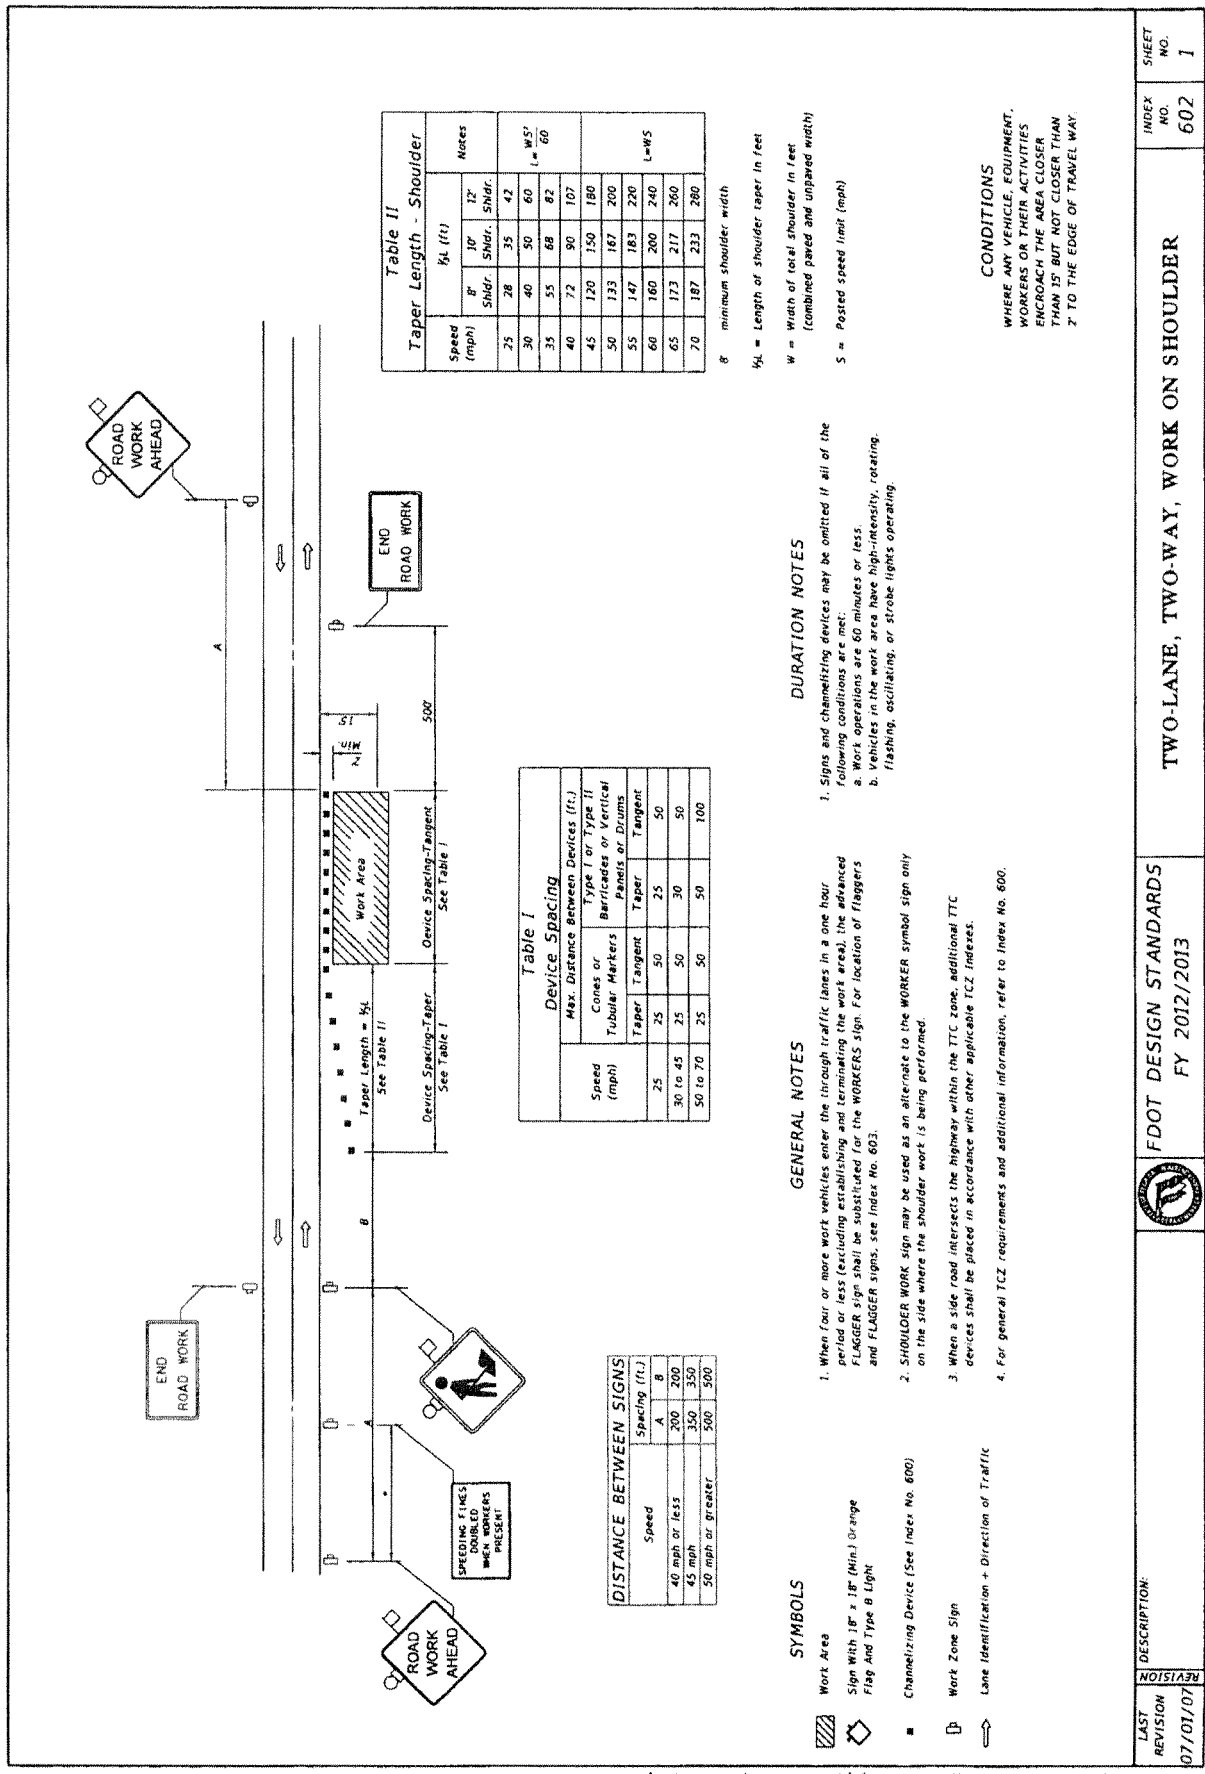 END
ROAD WORK
ROAD
WORK
AHEAD
A
2'
Min.
15'
Work Area
Taper Length = ⅓L
See Table II
B
A
*
Device Spacing-Taper
See Table I
Device Spacing-Tangent
See Table I
500'
END
ROAD WORK
ROAD
WORK
AHEAD
SPEEDING FINES
DOUBLED
WHEN WORKERS
PRESENT
Table II
Taper Length - Shoulder
Speed (mph) ⅓L (ft) Notes
8' Shldr. 10' Shldr. 12' Shldr.
25 28 35 42 L= WS² / 60
30 40 50 60
35 55 68 82
40 72 90 107
45 120 150 180 L=WS
50 133 167 200
55 147 183 220
60 160 200 240
65 173 217 260
70 187 233 280
8' minimum shoulder width
⅓L = Length of shoulder taper in feet
W = Width of total shoulder in feet
(combined paved and unpaved width)
S = Posted speed limit (mph)
Table I
Device Spacing
Speed (mph) Max. Distance Between Devices (ft.)
Cones or Tubular Markers
Type I or Type II Barricades or Vertical Panels or Drums
Taper Tangent Taper Tangent
25 25 50 25 50
30 to 45 25 50 30 50
50 to 70 25 50 50 100
DISTANCE BETWEEN SIGNS
Speed Spacing (ft.)
A B
40 mph or less 200 200
45 mph 350 350
50 mph or greater 500 500
SYMBOLS
Work Area
Sign With 18" x 18" (Min.) Orange
Flag And Type B Light
Channelizing Device (See Index No. 600)
Work Zone Sign
Lane Identification + Direction of Traffic
GENERAL NOTES
1. When four or more work vehicles enter the through traffic lanes in a one hour
period or less (excluding establishing and terminating the work area), the advanced
FLAGGER sign shall be substituted for the WORKERS sign. For location of flaggers
and FLAGGER signs, see Index No. 603.
2. SHOULDER WORK sign may be used as an alternate to the WORKER symbol sign only
on the side where the shoulder work is being performed.
3. When a side road intersects the highway within the TTC zone, additional TTC
devices shall be placed in accordance with other applicable TCZ Indexes.
4. For general TCZ requirements and additional information, refer to Index No. 600.
DURATION NOTES
1. Signs and channelizing devices may be omitted if all of the
following conditions are met:
a. Work operations are 60 minutes or less.
b. Vehicles in the work area have high-intensity, rotating,
flashing, oscillating, or strobe lights operating.
CONDITIONS
WHERE ANY VEHICLE, EQUIPMENT,
WORKERS OR THEIR ACTIVITIES
ENCROACH THE AREA CLOSER
THAN 15' BUT NOT CLOSER THAN
2' TO THE EDGE OF TRAVEL WAY.
LAST
REVISION
07/01/07
REVISION
DESCRIPTION:
FDOT DESIGN STANDARDS
FY 2012/2013
TWO-LANE, TWO-WAY, WORK ON SHOULDER
INDEX
NO.
602
SHEET
NO.
1